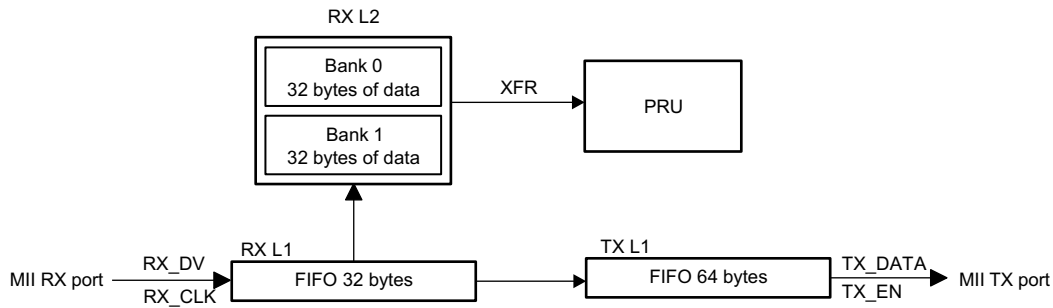 RX L2
Bank 0
32 bytes of data
XFR
PRU
Bank 1
32 bytes of data
RX L1
TX L1
MII RX port
RX_DV
RX_CLK
FIFO 32 bytes
FIFO 64 bytes
TX_DATA
TX_EN
MII TX port